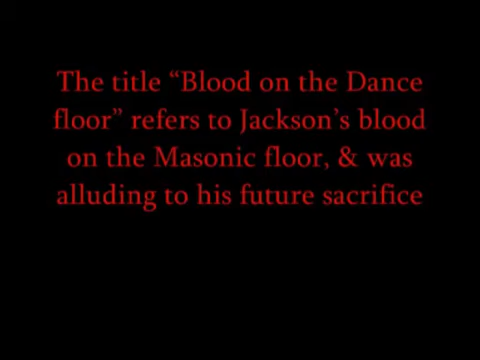 The title “Blood on the Dance
floor” refers to Jackson’s blood
on the Masonic floor, & was
alluding to his future sacrifice